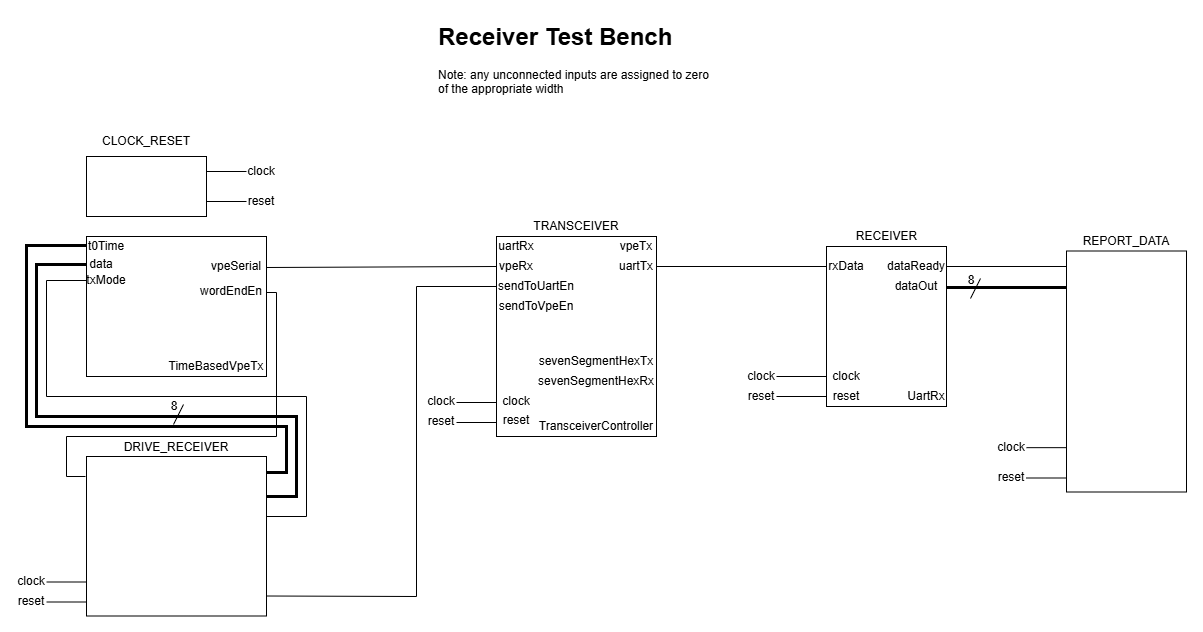 Receiver Test Bench
Note: any unconnected inputs are assigned to zero
of the appropriate width
CLOCK_RESET
clock
reset
t0Time
data
txMode
vpeSerial
wordEndEn
TimeBasedVpeTx
8
DRIVE_RECEIVER
clock
reset
TRANSCEIVER
uartRx
vpeTx
vpeRx
uartTx
sendToUartEn
sendToVpeEn
sevenSegmentHexTx
sevenSegmentHexRx
clock
clock
reset
reset
TransceiverController
RECEIVER
rxData
dataReady
dataOut
8
clock
clock
reset
reset
UartRx
REPORT_DATA
clock
reset